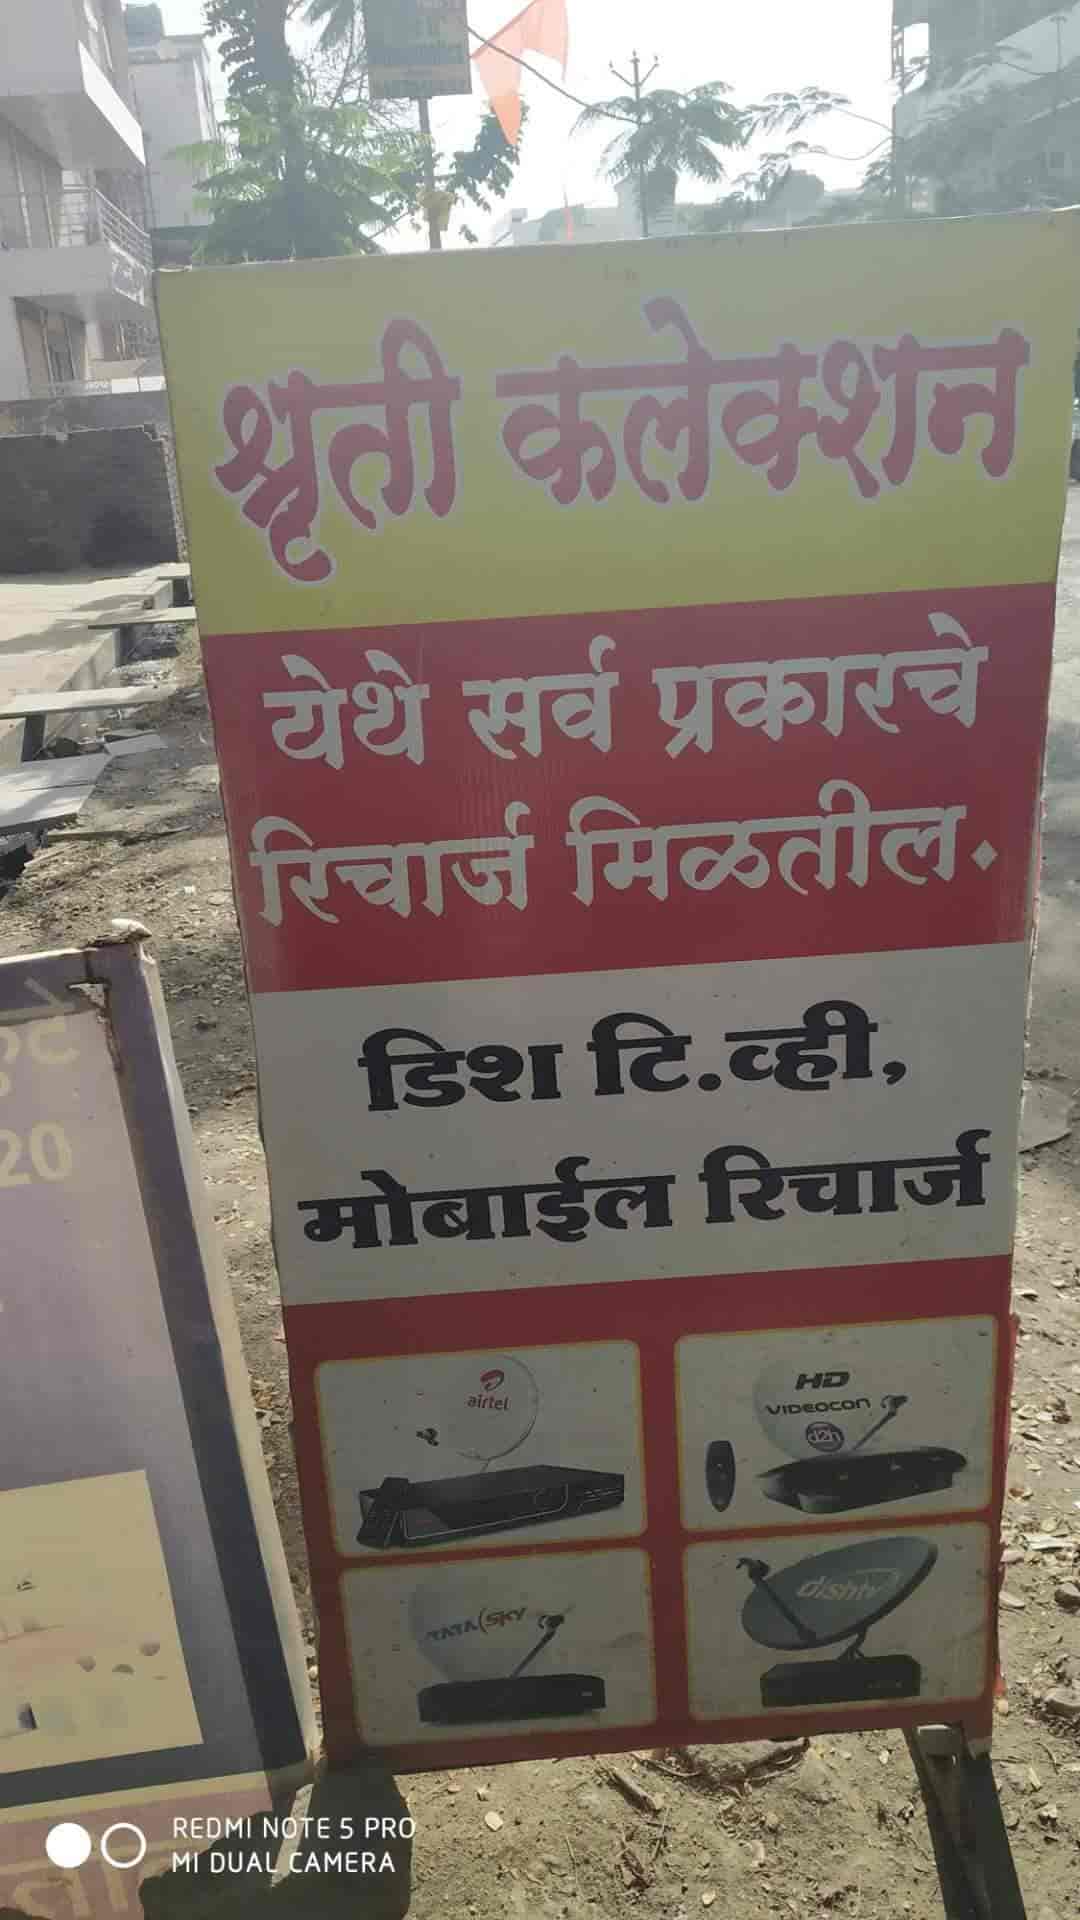 श्रृती कलेक्शन
येथे सर्व प्रकारचे
रिचार्ज मिळतील.
डिश टि.व्ही,
मोबाईल रिचार्ज
airtel
HD
VIDEOCON
d2h
TATA SKY
dishtv
20
REDMI NOTE 5 PRO
MI DUAL CAMERA